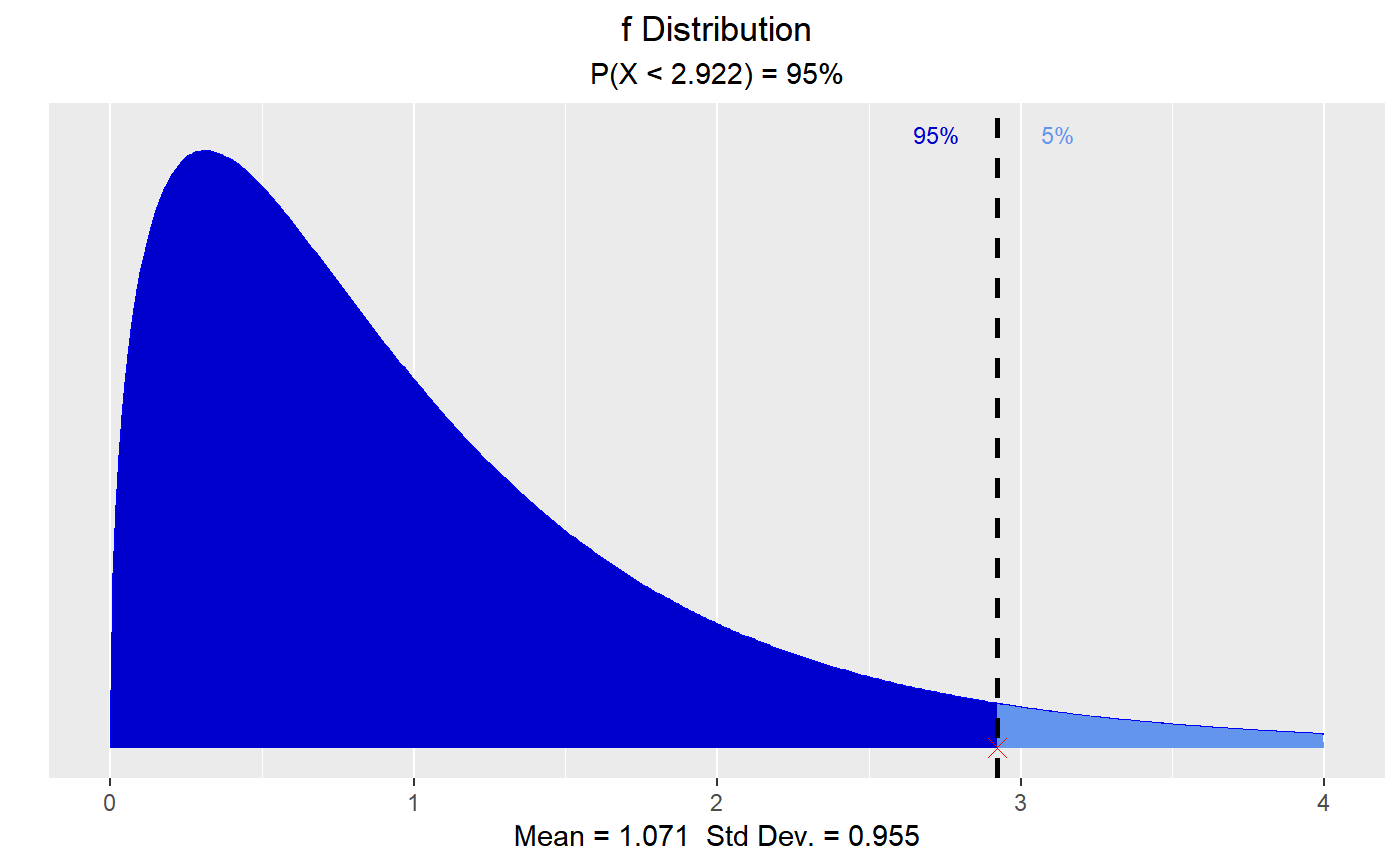 f Distribution
P(X < 2.922) = 95%
95%
5%
0
1
2
3
4
Mean = 1.071  Std Dev. = 0.955